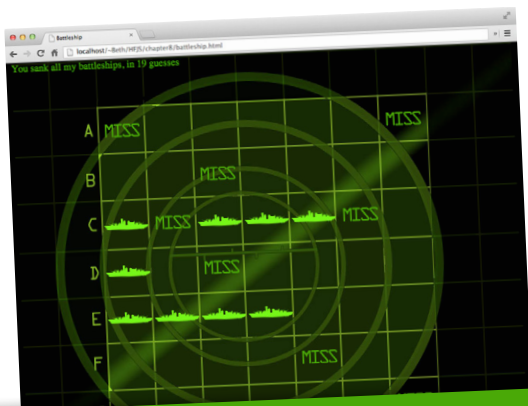 Battleship
localhost/~Beth/HFJS/chapter8/battleship.html
You sank all my battleships, in 19 guesses
A MISS MISS
B MISS
C MISS MISS
D MISS
E
F MISS